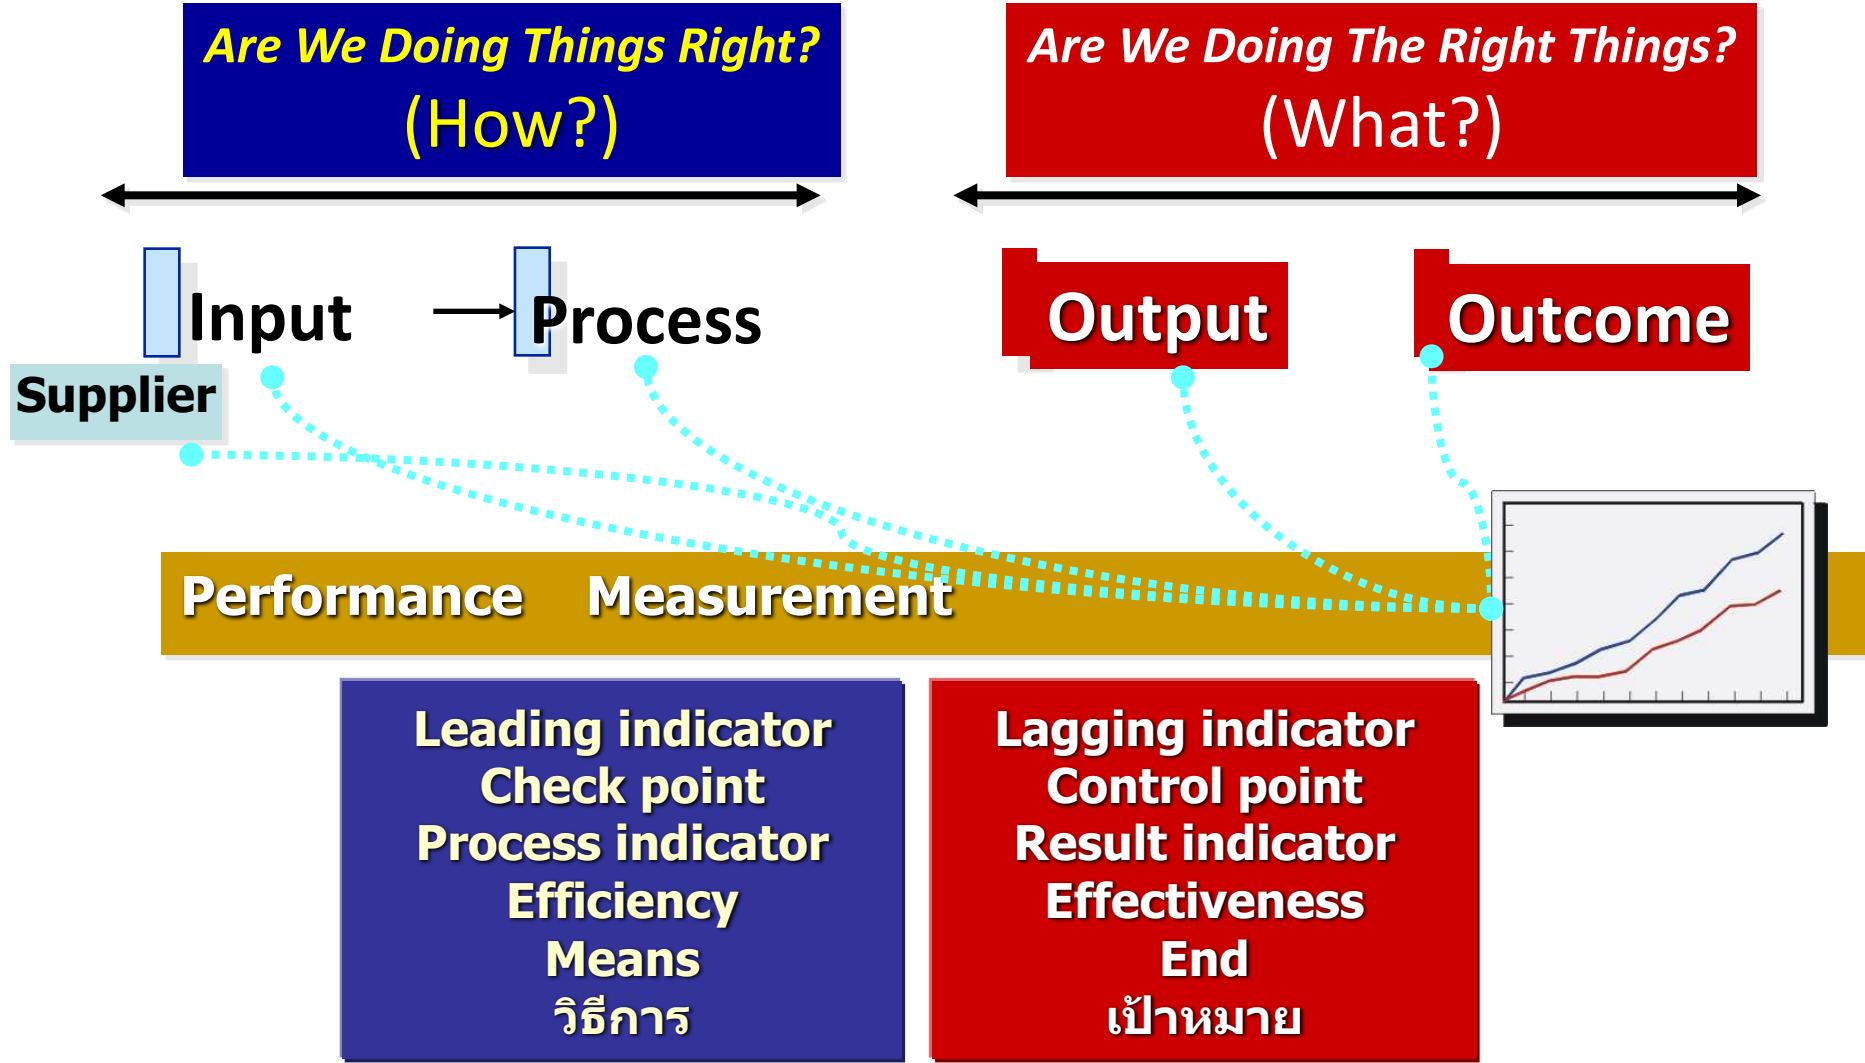 Are We Doing Things Right?
(How?)
Are We Doing The Right Things?
(What?)
Input
Process
Output
Outcome
Supplier
Performance Measurement
Leading indicator
Check point
Process indicator
Efficiency
Means
วิธีการ
Lagging indicator
Control point
Result indicator
Effectiveness
End
เป้าหมาย